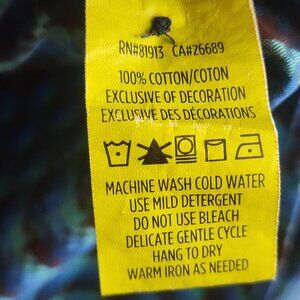 RN#81913 CA#26689
100% COTTON/COTON
EXCLUSIVE OF DECORATION
EXCLUSIVE DES DÉCORATIONS
MACHINE WASH COLD WATER
USE MILD DETERGENT
DO NOT USE BLEACH
DELICATE GENTLE CYCLE
HANG TO DRY
WARM IRON AS NEEDED